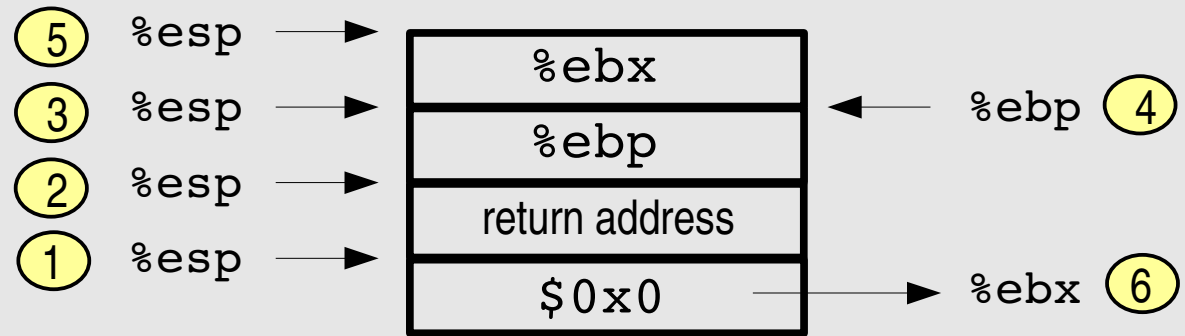 5 %esp
%ebx
3 %esp
%ebp 4
%ebp
2 %esp
return address
1 %esp
$0x0
%ebx 6